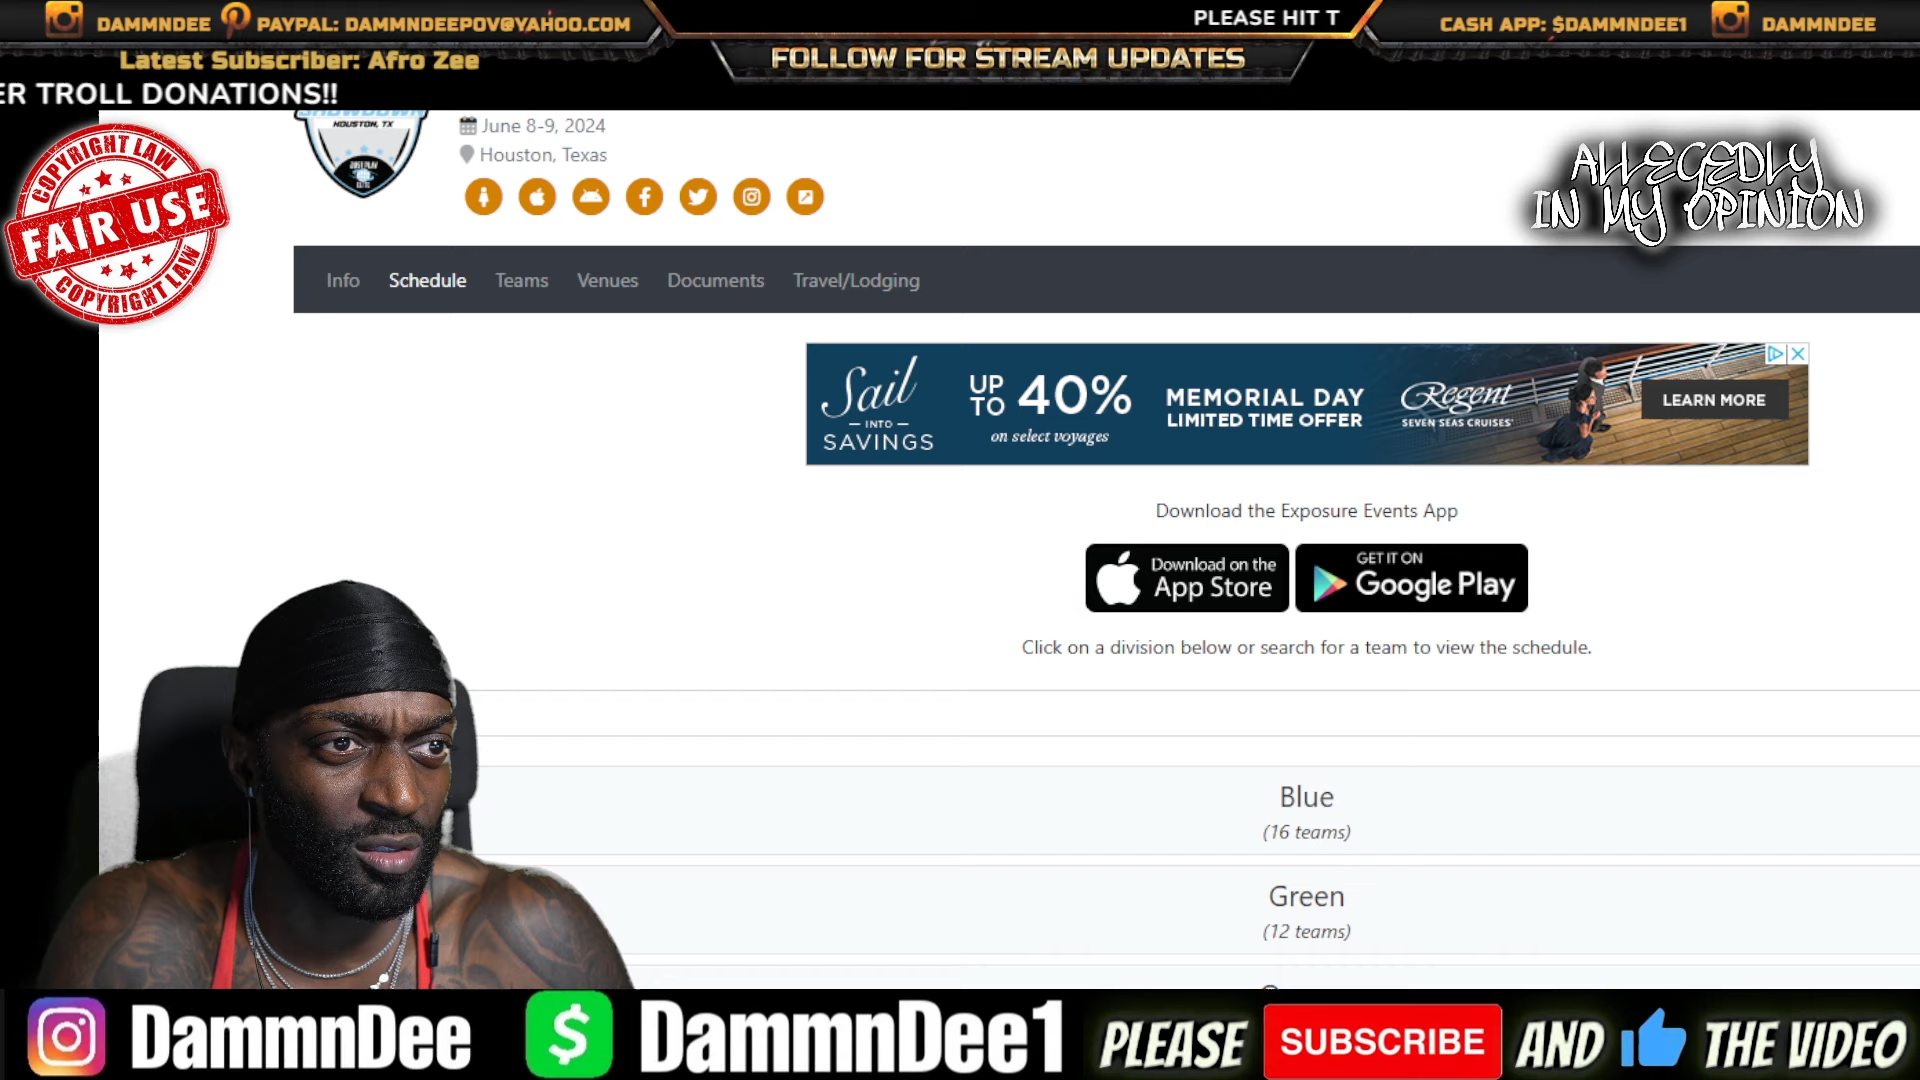 DAMMNDEE
PAYPAL: DAMMNDEEPOV@YAHOO.COM
PLEASE HIT T
CASH APP: $DAMMNDEE1
DAMMNDEE
Latest Subscriber: Afro Zee
FOLLOW FOR STREAM UPDATES
ER TROLL DONATIONS!!
SHOWDOWN
HOUSTON, TX
June 8-9, 2024
Houston, Texas
COPYRIGHT LAW
FAIR USE
COPYRIGHT LAW
ALLEGEDLY
IN MY OPINION
Info Schedule Teams Venues Documents Travel/Lodging
Sail
INTO
SAVINGS
UP TO 40%
on select voyages
MEMORIAL DAY
LIMITED TIME OFFER
Regent
SEVEN SEAS CRUISES
LEARN MORE
Download the Exposure Events App
Download on the
App Store
GET IT ON
Google Play
Click on a division below or search for a team to view the schedule.
Blue
(16 teams)
Green
(12 teams)
DammnDee
$ DammnDee1
PLEASE SUBSCRIBE AND THE VIDEO